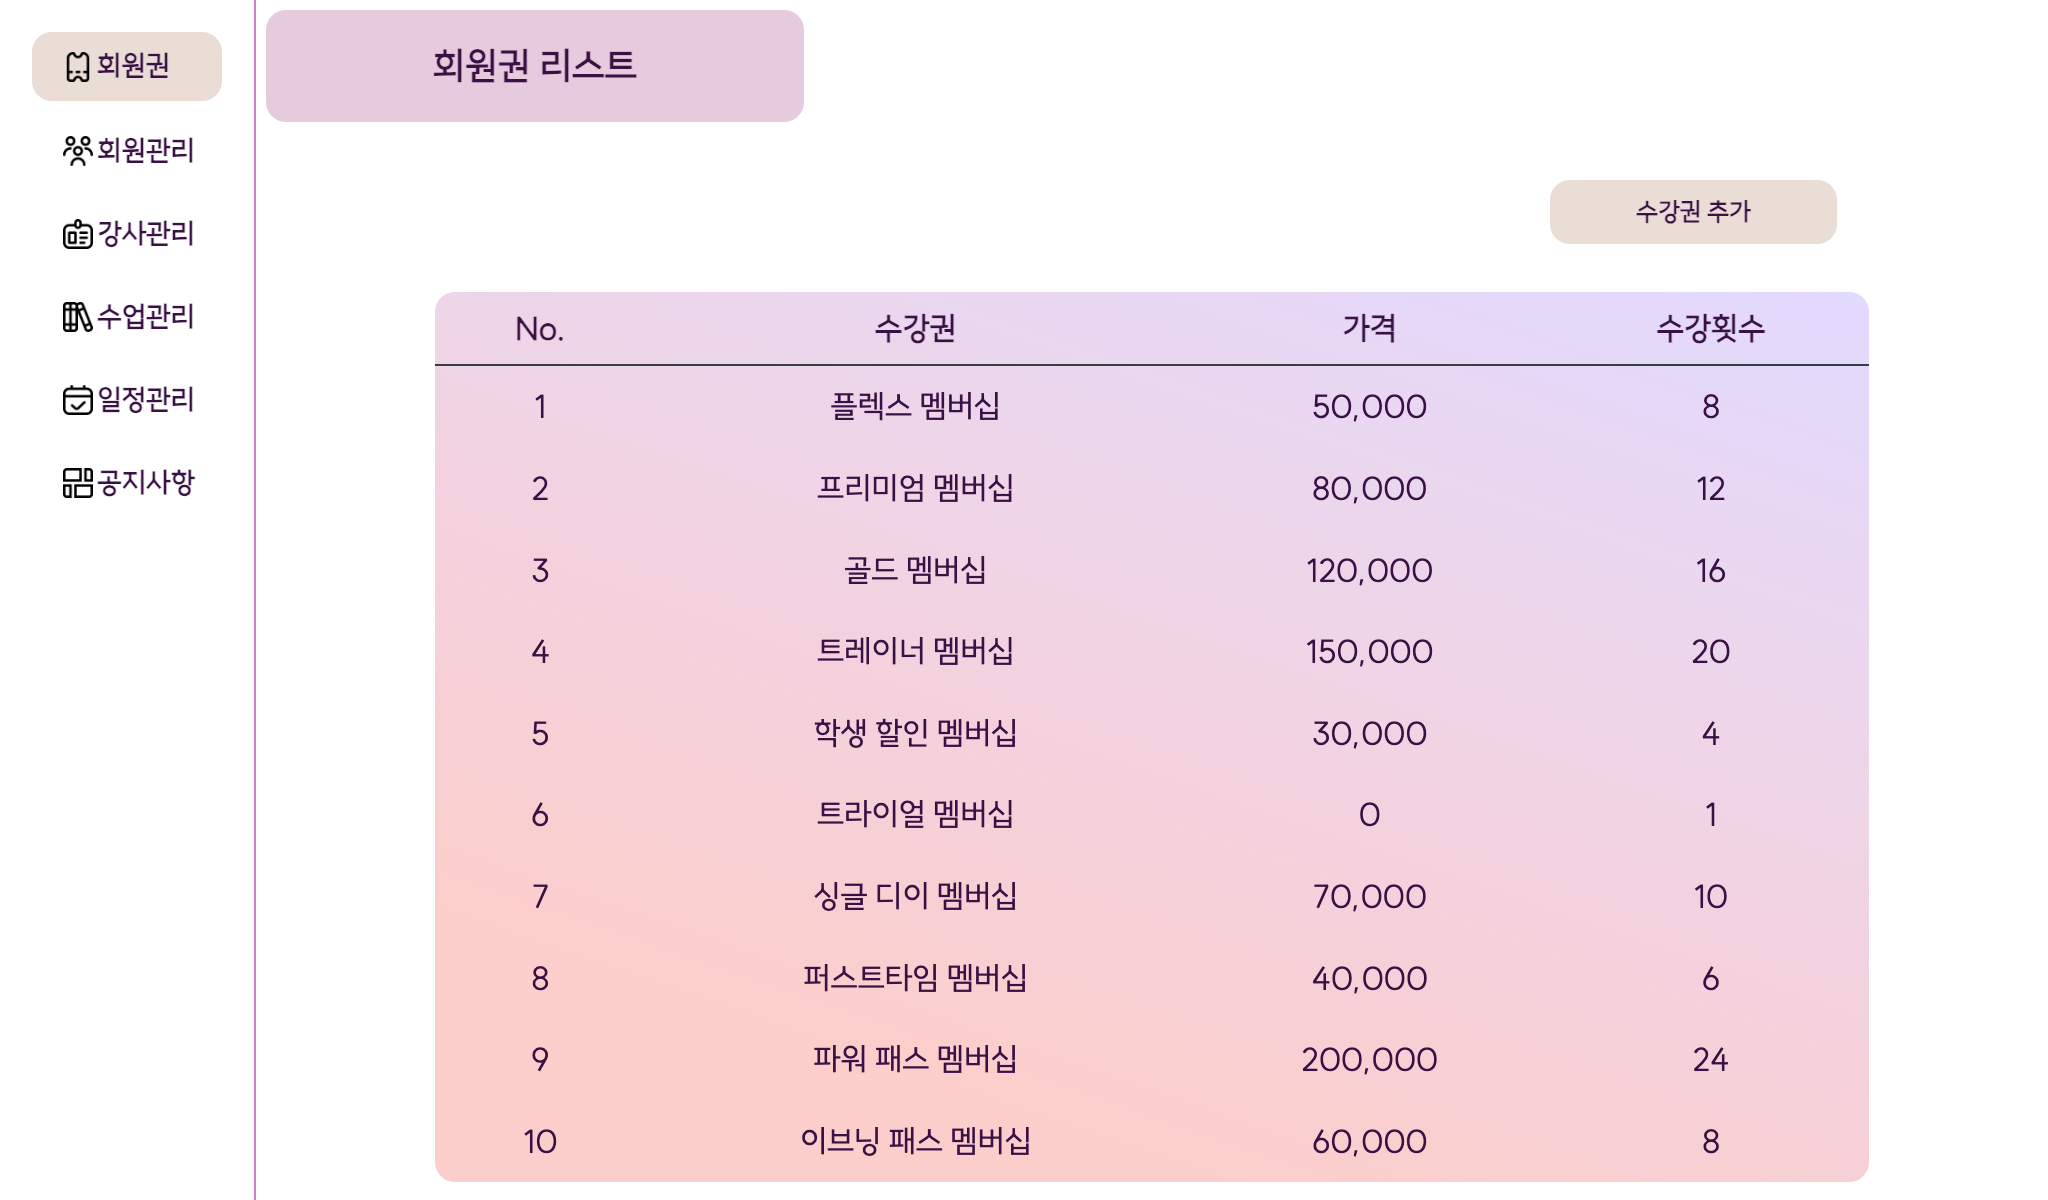 회원권
회원관리
강사관리
수업관리
일정관리
공지사항
회원권 리스트
수강권 추가
No. 수강권 가격 수강횟수
1 플렉스 멤버십 50,000 8
2 프리미엄 멤버십 80,000 12
3 골드 멤버십 120,000 16
4 트레이너 멤버십 150,000 20
5 학생 할인 멤버십 30,000 4
6 트라이얼 멤버십 0 1
7 싱글 디이 멤버십 70,000 10
8 퍼스트타임 멤버십 40,000 6
9 파워 패스 멤버십 200,000 24
10 이브닝 패스 멤버십 60,000 8